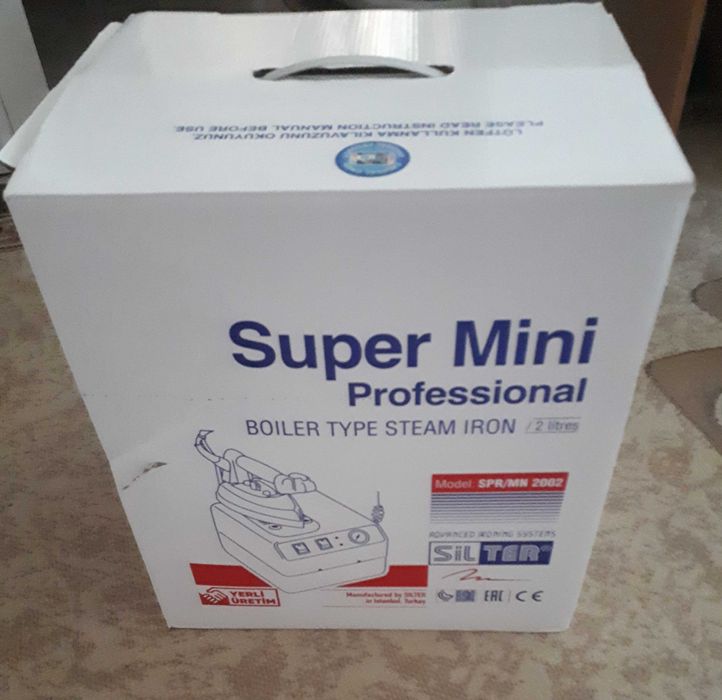 LÜTFEN KULLANMA KILAVUZUNU OKUYUNUZ.
PLEASE READ INSTRUCTION MANUAL BEFORE USE.
Super Mini
Professional
BOILER TYPE STEAM IRON / 2 litres
Model: SPR/MN 2002
ADVANCED IRONING SYSTEMS
SiLTER®
YERLİ
ÜRETİM
Manufactured by SILTER
in Istanbul, Turkey
EAC CE